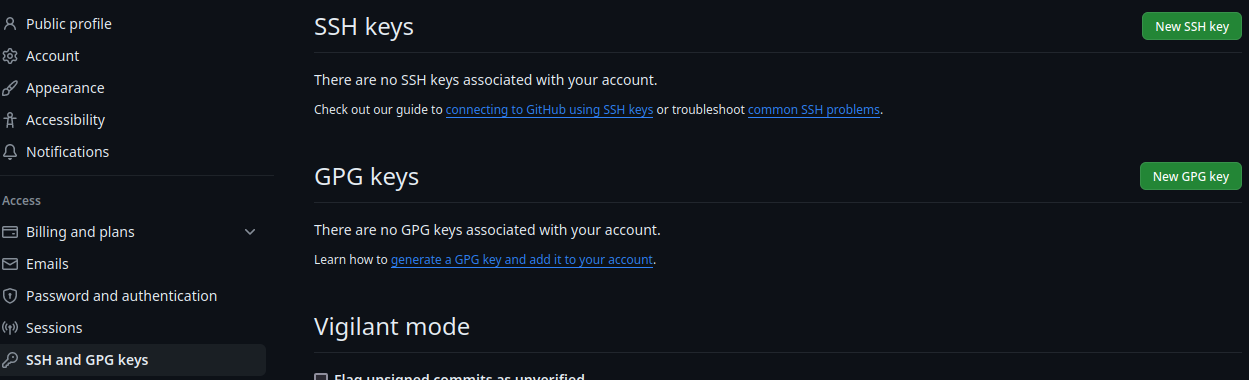 Public profile
Account
Appearance
Accessibility
Notifications
Access
Billing and plans
Emails
Password and authentication
Sessions
SSH and GPG keys
SSH keys
New SSH key
There are no SSH keys associated with your account.
Check out our guide to connecting to GitHub using SSH keys or troubleshoot common SSH problems.
GPG keys
New GPG key
There are no GPG keys associated with your account.
Learn how to generate a GPG key and add it to your account.
Vigilant mode
Flag unsigned commits as unverified